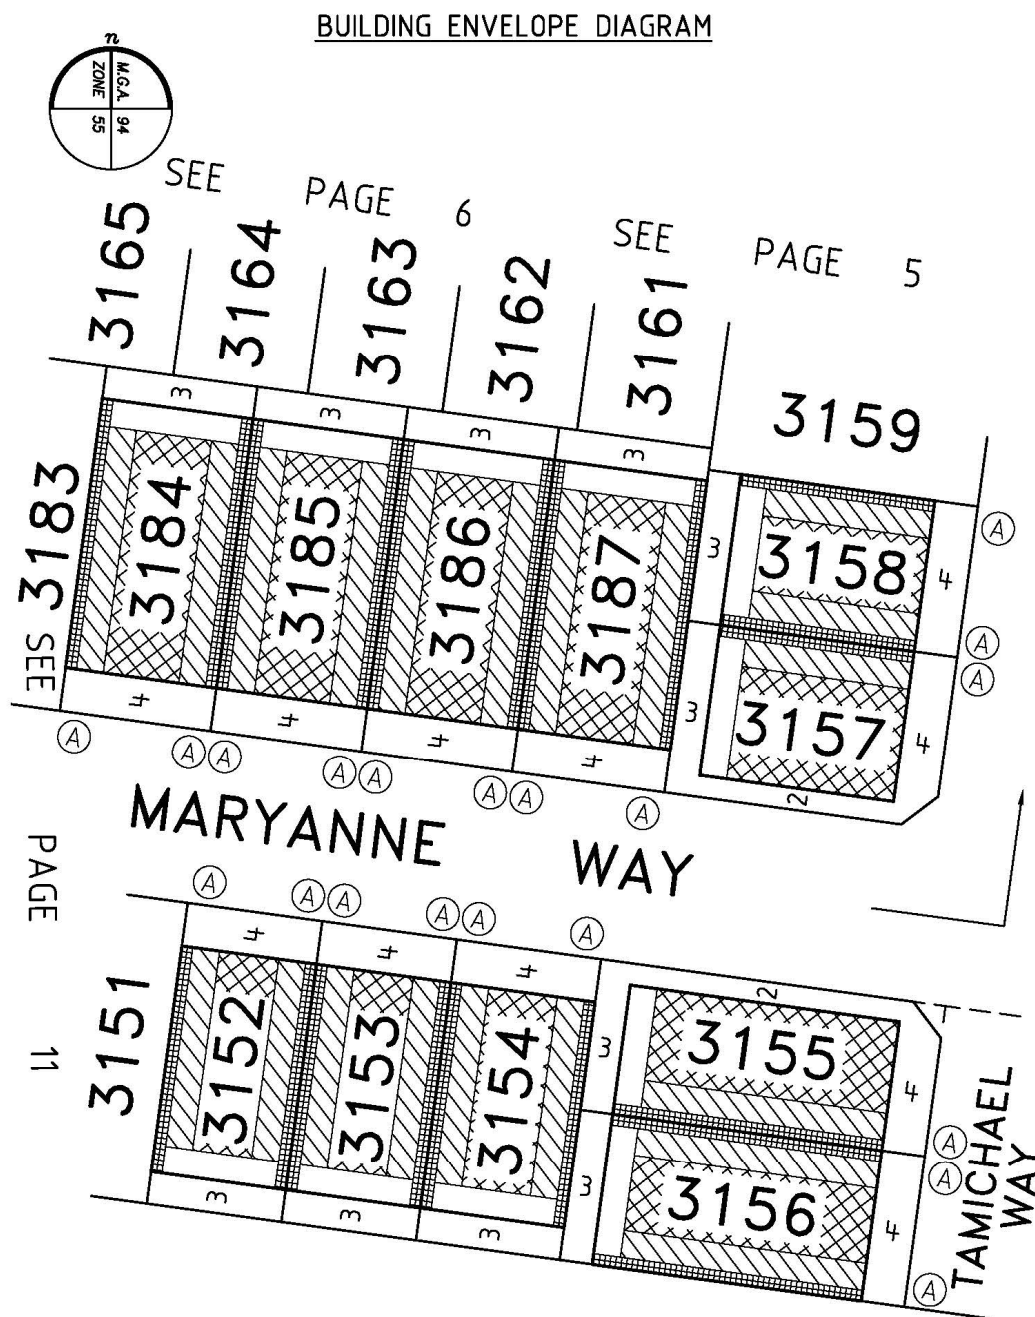 BUILDING ENVELOPE DIAGRAM
n
M.G.A. 94
ZONE 55
SEE PAGE 6
SEE PAGE 5
3165
3164
3163
3162
3161
3159
3 3 3 3
3183
3184
3185
3186
3187
3
3158
4
A
A
A
3
3157
4
2
SEE PAGE 11
4 4 4 4
A A A A A A A A
MARYANNE WAY
A A A A A A
4 4 4
3151
3152
3153
3154
3
2
3155
4
A
A
3
3156
4
A
3 3 3
TAMICHAEL
WAY